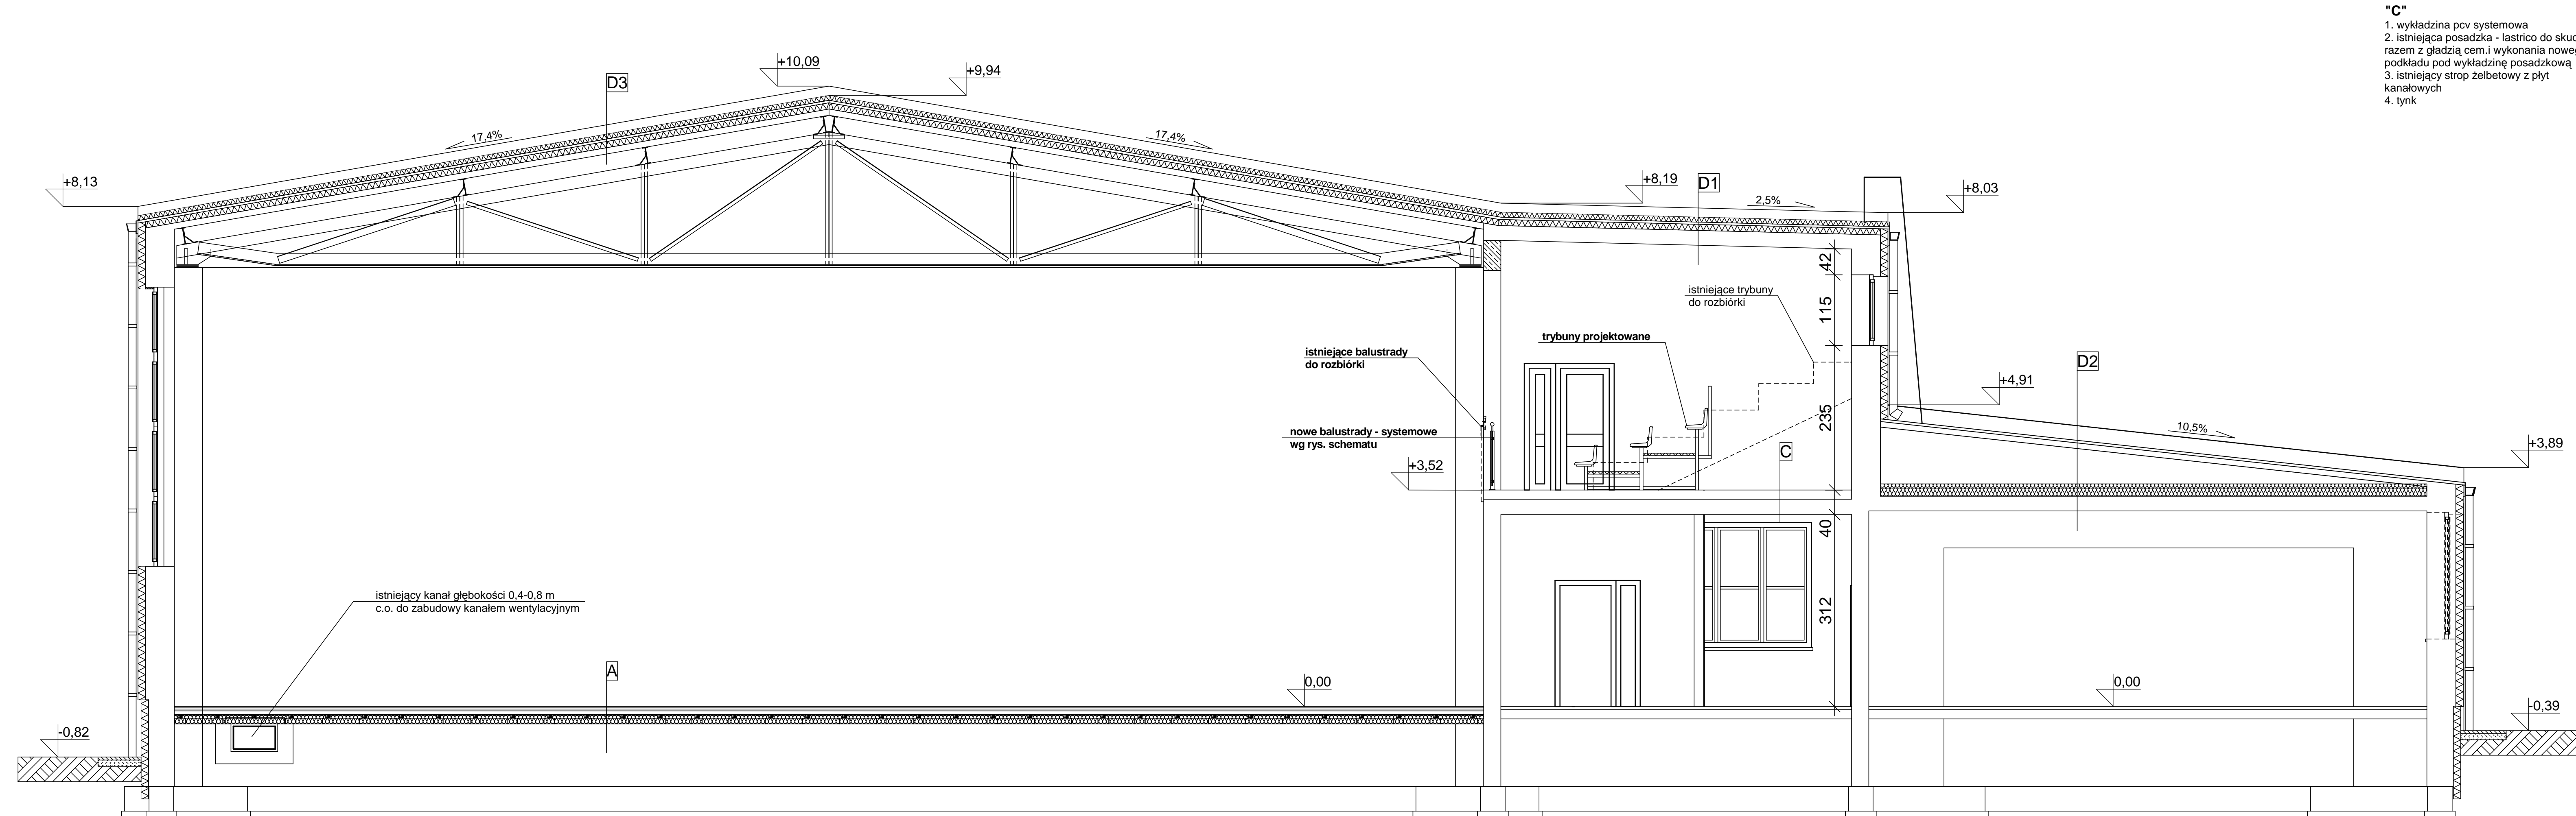 "C"
1. wykładzina pcv systemowa
2. istniejąca posadzka - lastrico do
razem z gładzią cem.i wykonania
podkładu pod wykładzinę posadzkową
3. istniejący strop żelbetowy z płyt
kanałowych
4. tynk
+10,09
+9,94
D3
17,4%
17,4%
+8,13
+8,19
D1
2,5%
+8,03
42
115
235
40
312
istniejące trybuny
do rozbiórki
trybuny projektowane
istniejące balustrady
do rozbiórki
nowe balustrady - systemowe
wg rys. schematu
+3,52
C
D2
+4,91
10,5%
+3,89
istniejący kanał głębokości 0,4-0,8 m
c.o. do zabudowy kanałem wentylacyjnym
A
0,00
0,00
-0,82
-0,39